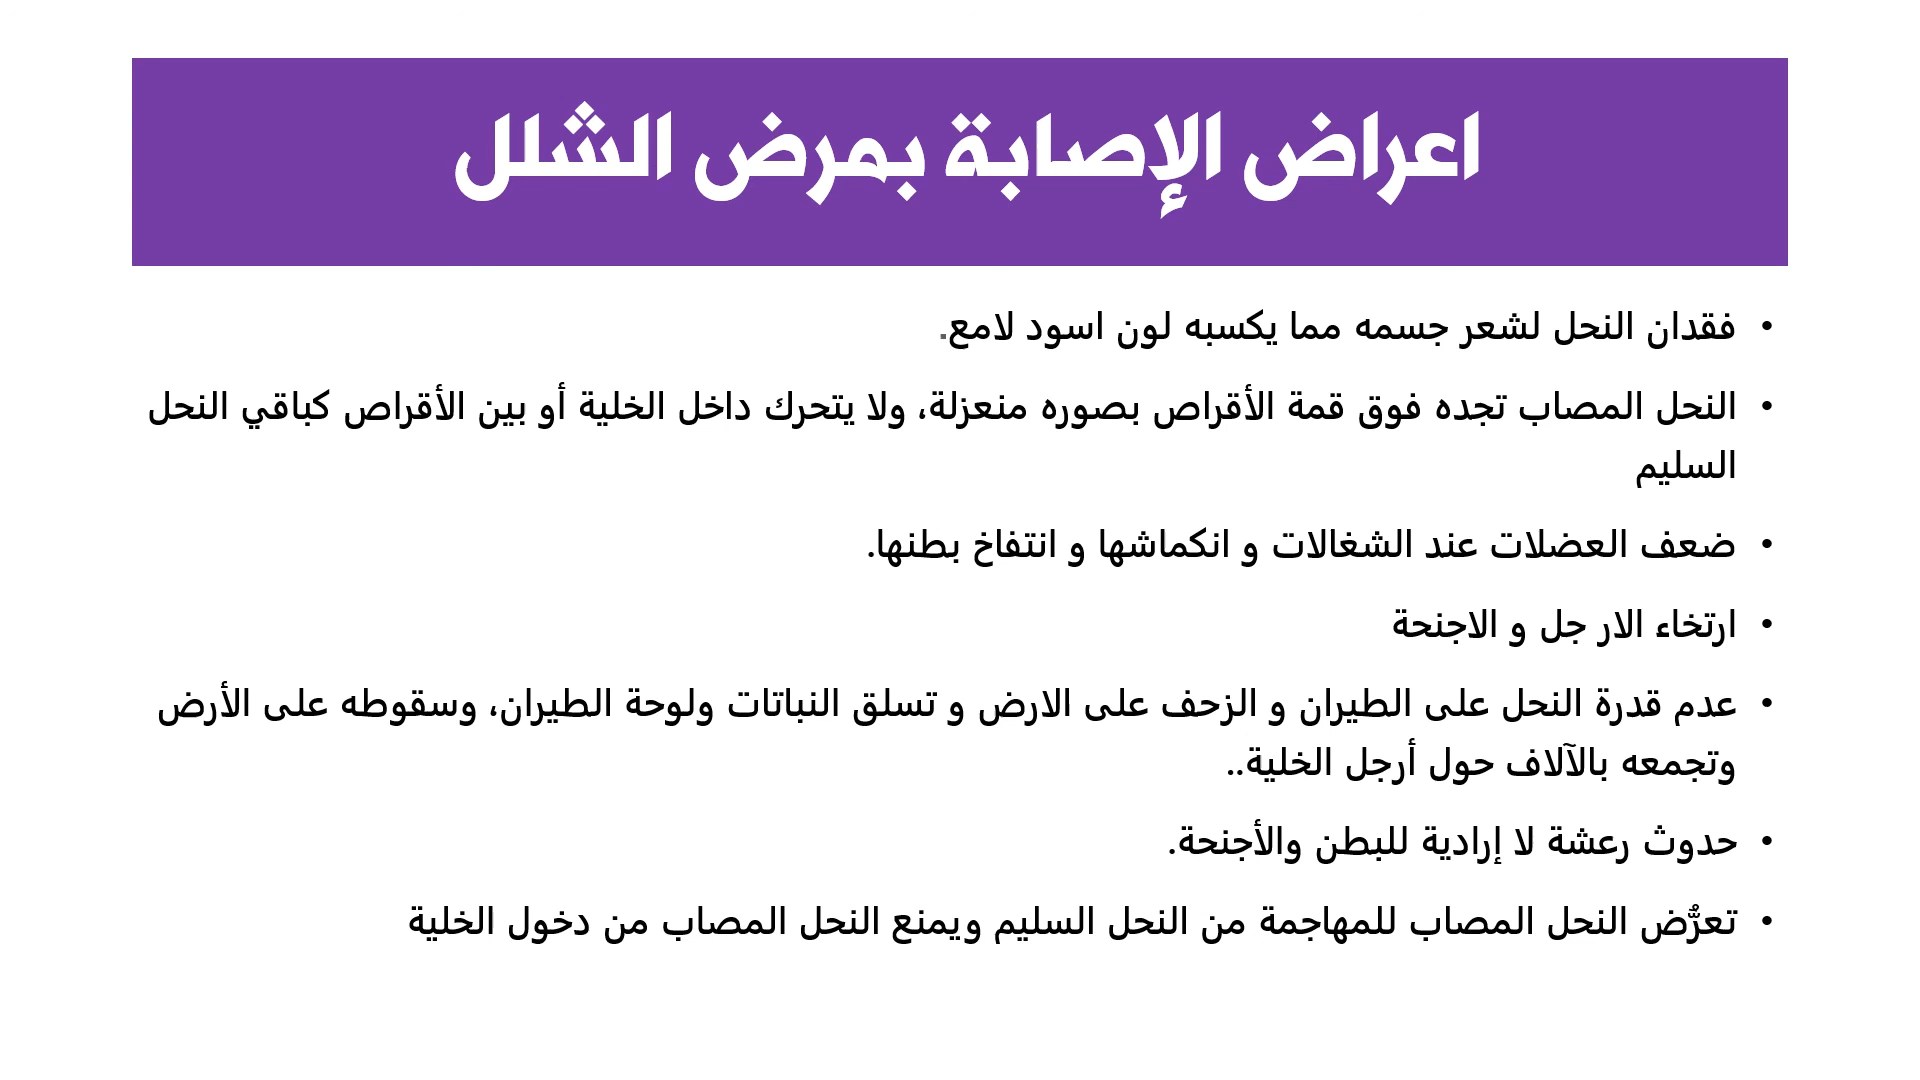 اعراض الإصابة بمرض الشلل
• فقدان النحل لشعر جسمه مما يكسبه لون اسود لامع.
• النحل المصاب تجده فوق قمة الأقراص بصوره منعزلة، ولا يتحرك داخل الخلية أو بين الأقراص كباقي النحل
السليم
• ضعف العضلات عند الشغالات و انكماشها و انتفاخ بطنها.
• ارتخاء الار جل و الاجنحة
• عدم قدرة النحل على الطيران و الزحف على الارض و تسلق النباتات ولوحة الطيران، وسقوطه على الأرض
وتجمعه بالآلاف حول أرجل الخلية..
• حدوث رعشة لا إرادية للبطن والأجنحة.
• تعرُّض النحل المصاب للمهاجمة من النحل السليم ويمنع النحل المصاب من دخول الخلية